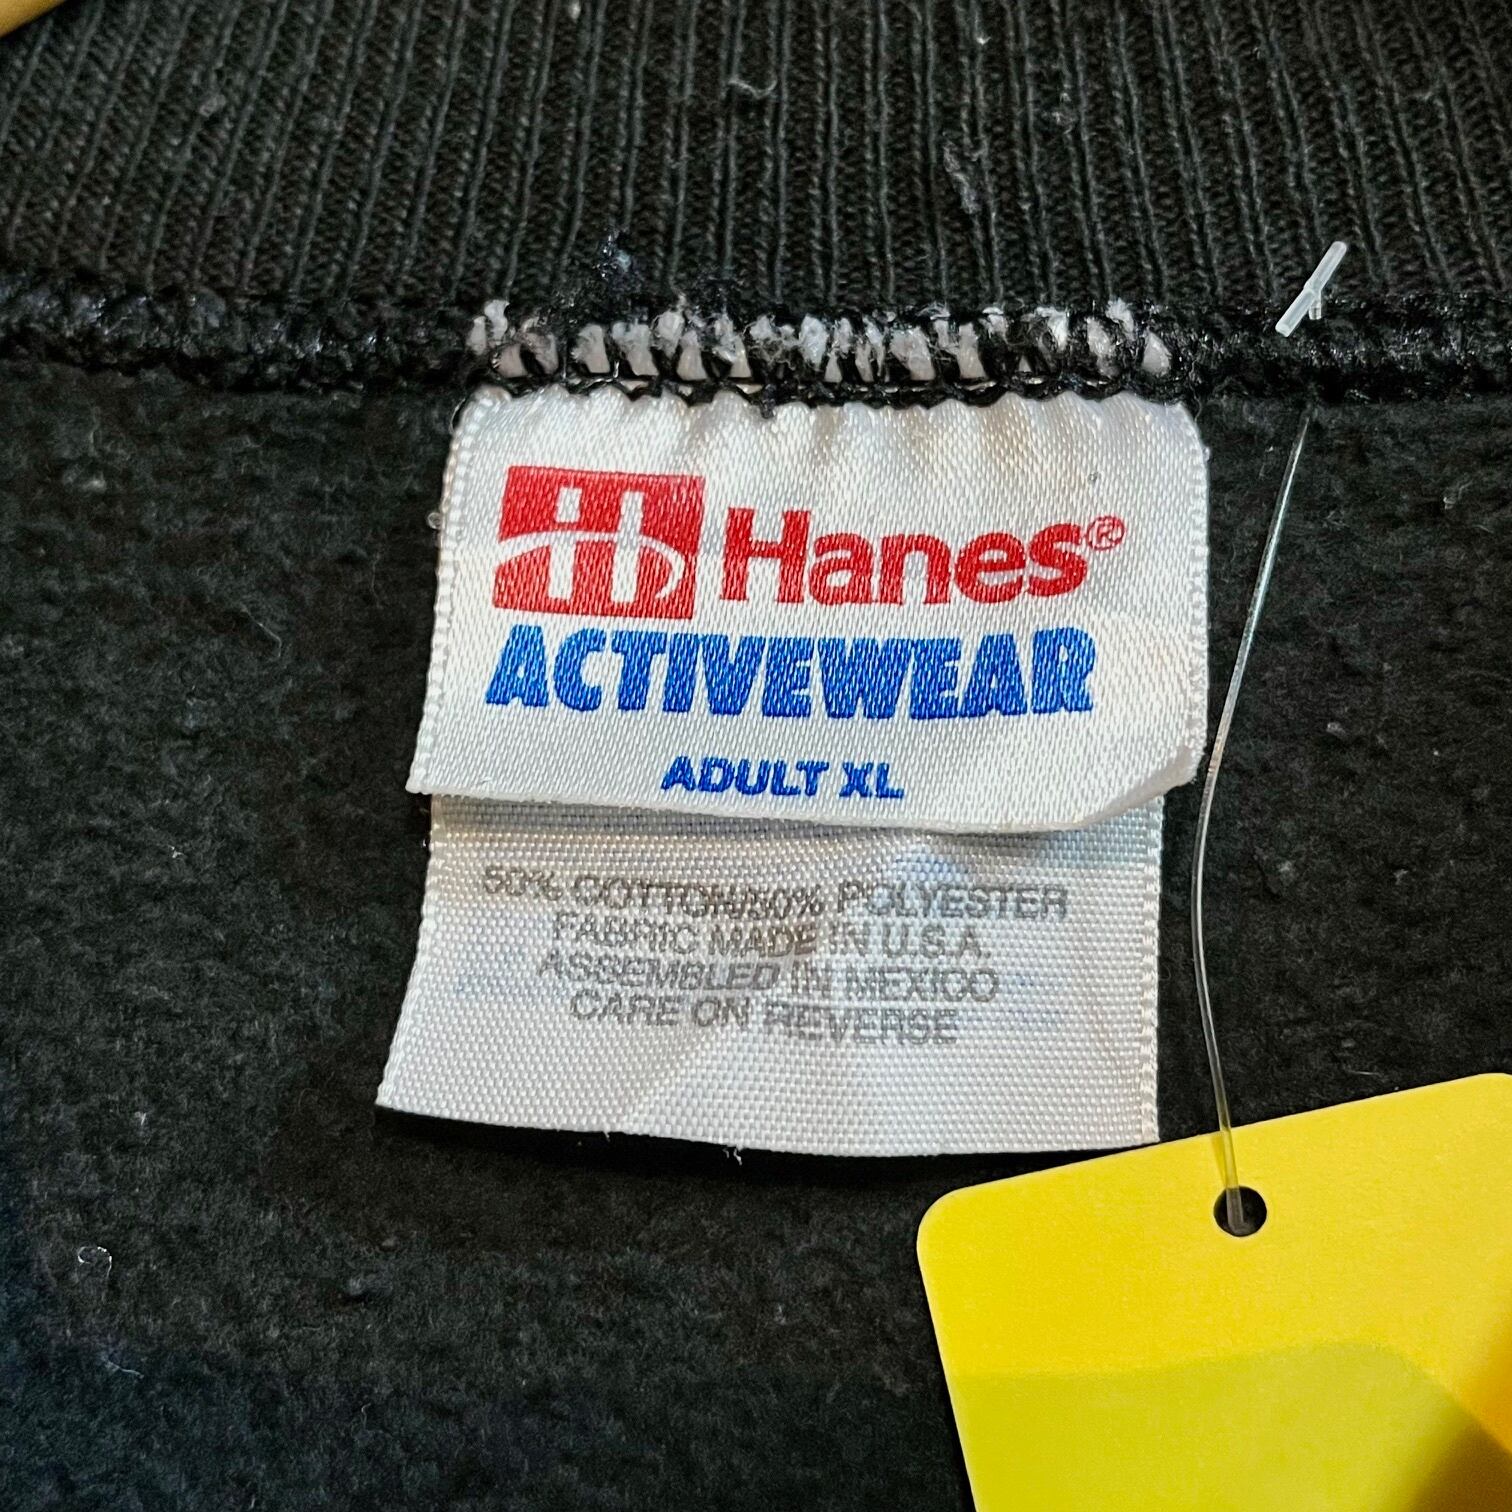 Hanes®
ACTIVEWEAR
ADULT XL
50% COTTON/50% POLYESTER
FABRIC MADE IN U.S.A.
ASSEMBLED IN MEXICO
CARE ON REVERSE